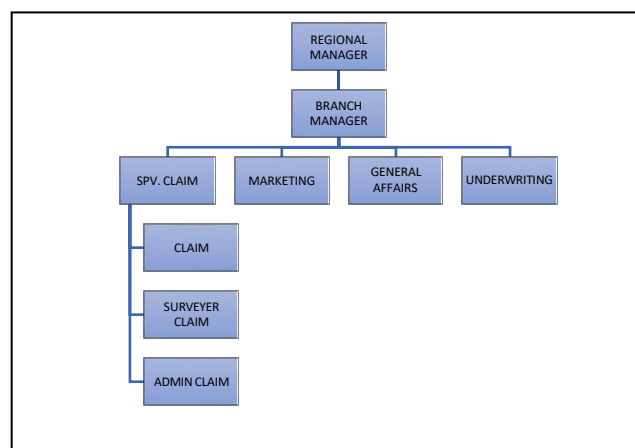 REGIONAL
MANAGER
BRANCH
MANAGER
SPV. CLAIM
MARKETING
GENERAL
AFFAIRS
UNDERWRITING
CLAIM
SURVEYER
CLAIM
ADMIN CLAIM